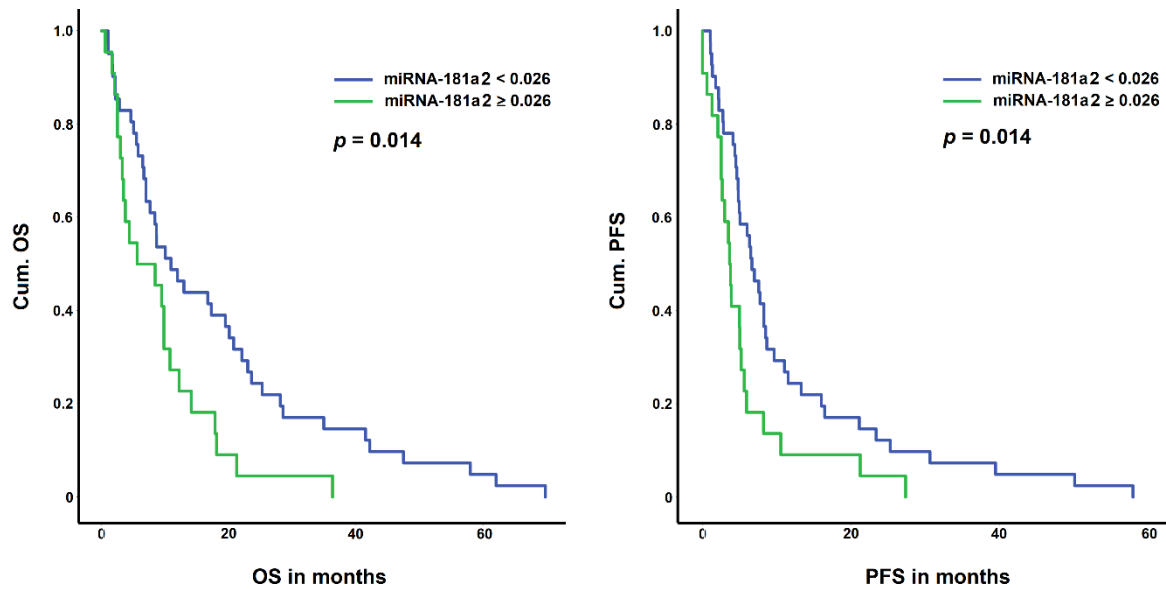 1.0
0.8
0.6
0.4
0.2
0
Cum. OS
miRNA-181a2 < 0.026
miRNA-181a2 ≥ 0.026
p = 0.014
0 20 40 60
OS in months
1.0
0.8
0.6
0.4
0.2
0
Cum. PFS
miRNA-181a2 < 0.026
miRNA-181a2 ≥ 0.026
p = 0.014
0 20 40 60
PFS in months